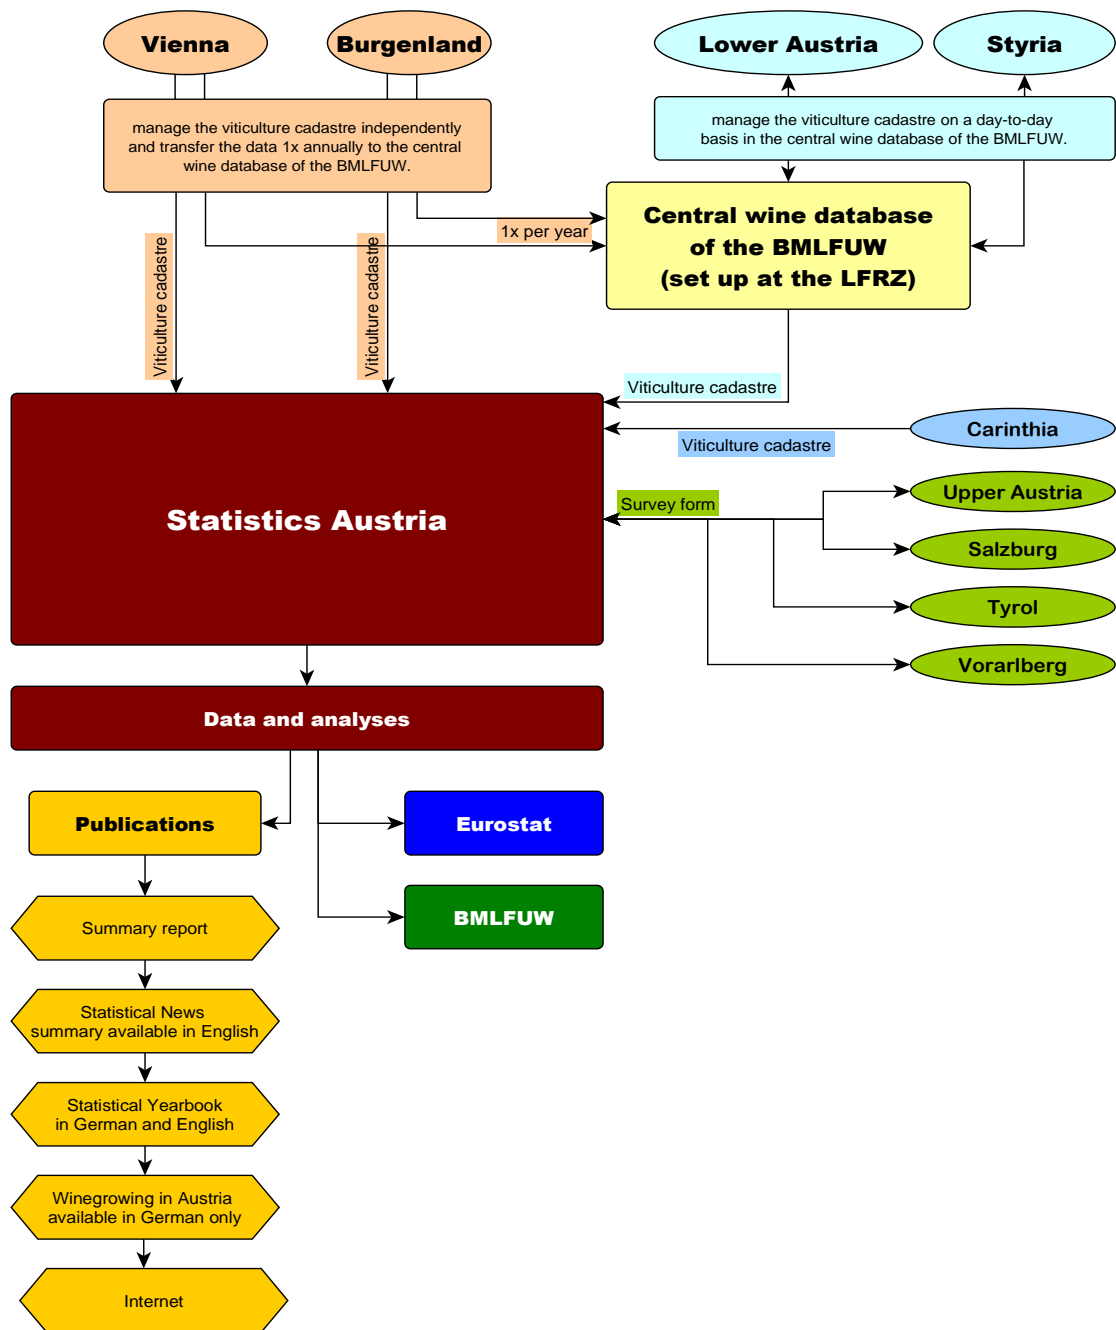 Vienna
Burgenland
Lower Austria
Styria
manage the viticulture cadastre independently
and transfer the data 1x annually to the central
wine database of the BMLFUW.
manage the viticulture cadastre on a day-to-day
basis in the central wine database of the BMLFUW.
Central wine database
of the BMLFUW
(set up at the LFRZ)
1x per year
Viticulture cadastre
Viticulture cadastre
Viticulture cadastre
Carinthia
Viticulture cadastre
Statistics Austria
Survey form
Upper Austria
Salzburg
Tyrol
Vorarlberg
Data and analyses
Publications
Eurostat
BMLFUW
Summary report
Statistical News
summary available in English
Statistical Yearbook
in German and English
Winegrowing in Austria
available in German only
Internet